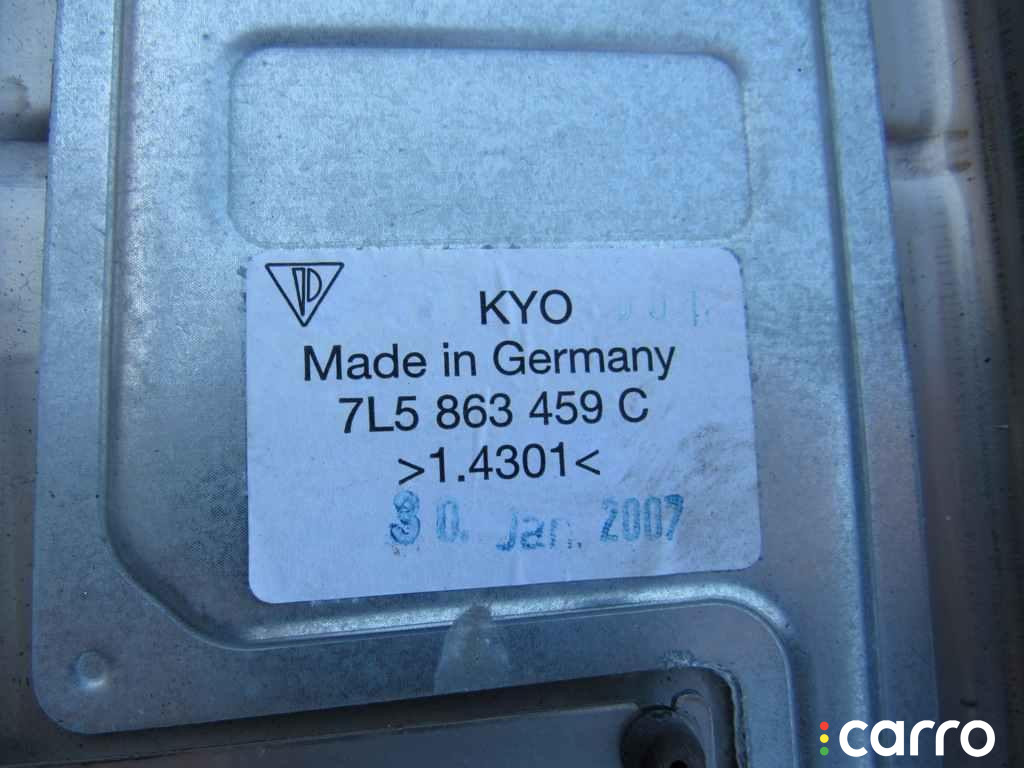 KYO
Made in Germany
7L5 863 459 C
>1.4301<
30. Jan. 2007
carro